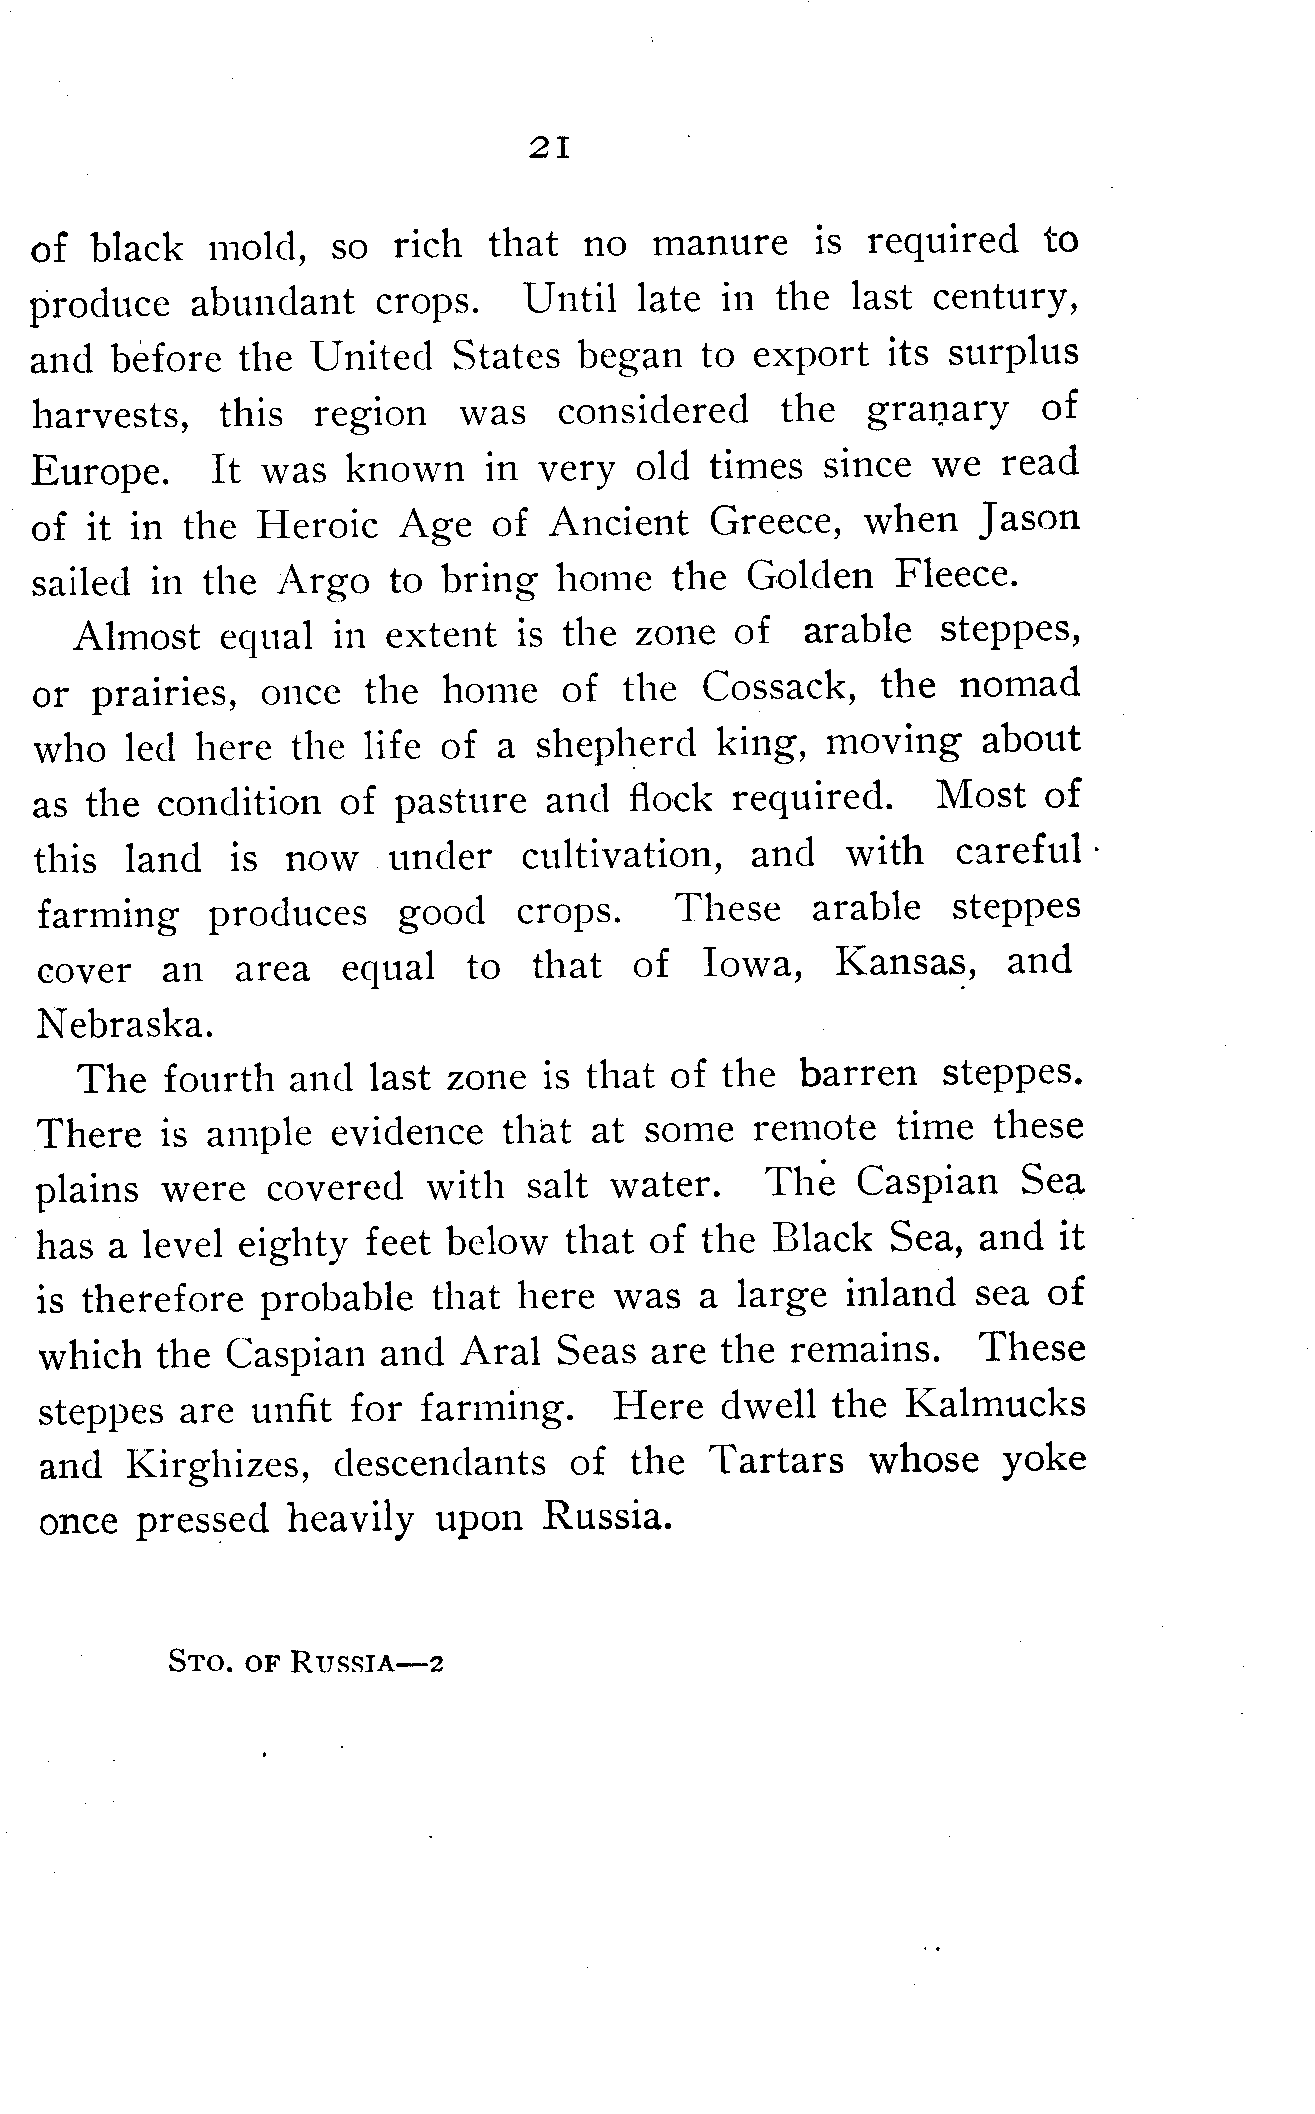 21
of black mold, so rich that no manure is required to
produce abundant crops. Until late in the last century,
and before the United States began to export its surplus
harvests, this region was considered the granary of
Europe. It was known in very old times since we read
of it in the Heroic Age of Ancient Greece, when Jason
sailed in the Argo to bring home the Golden Fleece.
Almost equal in extent is the zone of arable steppes,
or prairies, once the home of the Cossack, the nomad
who led here the life of a shepherd king, moving about
as the condition of pasture and flock required. Most of
this land is now under cultivation, and with careful
farming produces good crops. These arable steppes
cover an area equal to that of Iowa, Kansas, and
Nebraska.
The fourth and last zone is that of the barren steppes.
There is ample evidence that at some remote time these
plains were covered with salt water. The Caspian Sea
has a level eighty feet below that of the Black Sea, and it
is therefore probable that here was a large inland sea of
which the Caspian and Aral Seas are the remains. These
steppes are unfit for farming. Here dwell the Kalmucks
and Kirghizes, descendants of the Tartars whose yoke
once pressed heavily upon Russia.
STO. OF RUSSIA—2